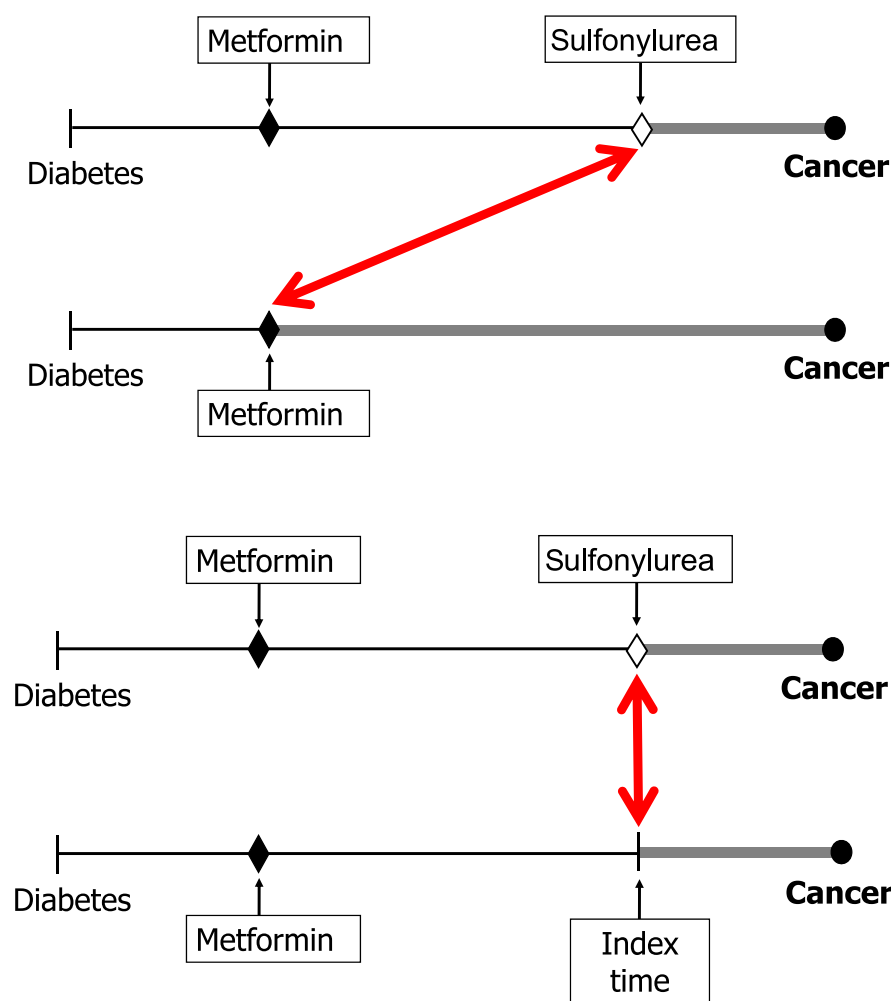 Metformin
Sulfonylurea
Diabetes
Cancer
Diabetes
Cancer
Metformin
Metformin
Sulfonylurea
Diabetes
Cancer
Diabetes
Cancer
Metformin
Index
time